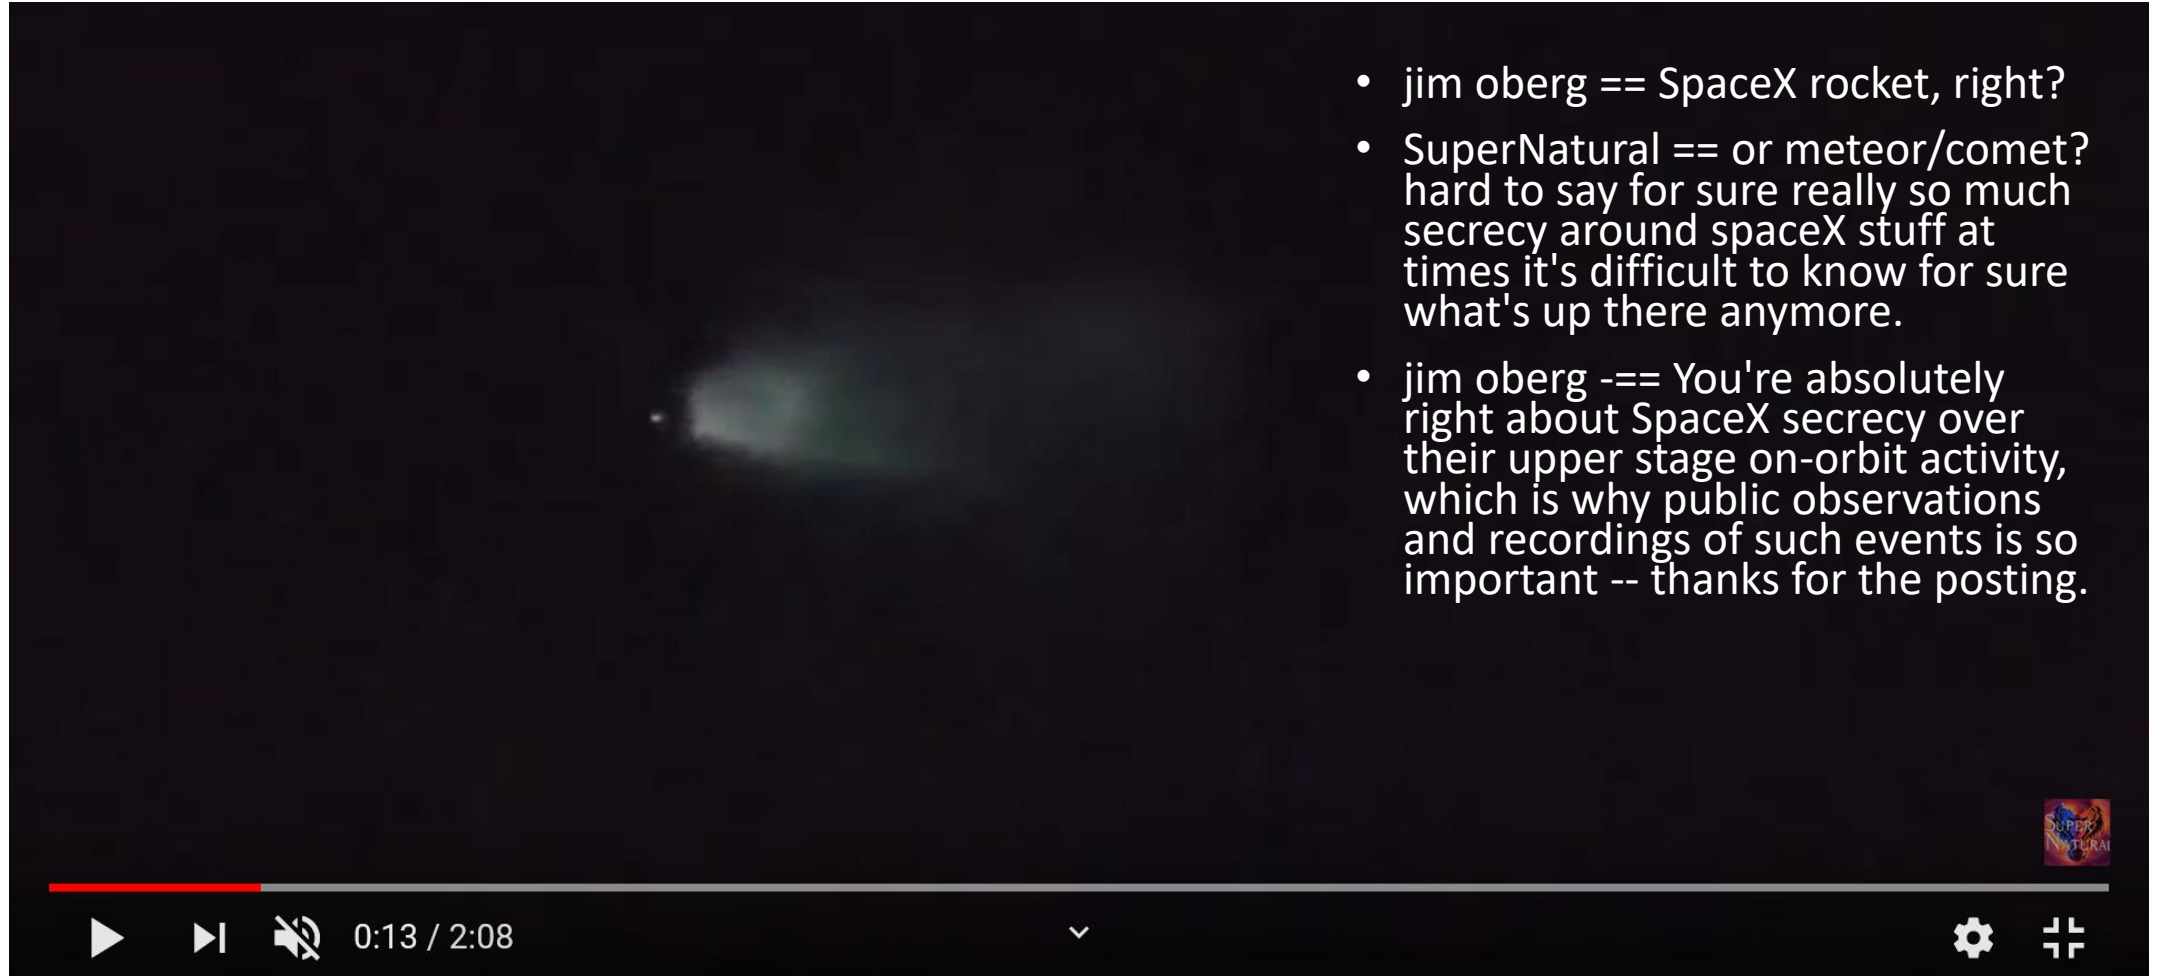 • jim oberg == SpaceX rocket, right?
• SuperNatural == or meteor/comet?
hard to say for sure really so much
secrecy around spaceX stuff at
times it's difficult to know for sure
what's up there anymore.
• jim oberg -== You're absolutely
right about SpaceX secrecy over
their upper stage on-orbit activity,
which is why public observations
and recordings of such events is so
important -- thanks for the posting.
SUPER
NATURAL
0:13 / 2:08